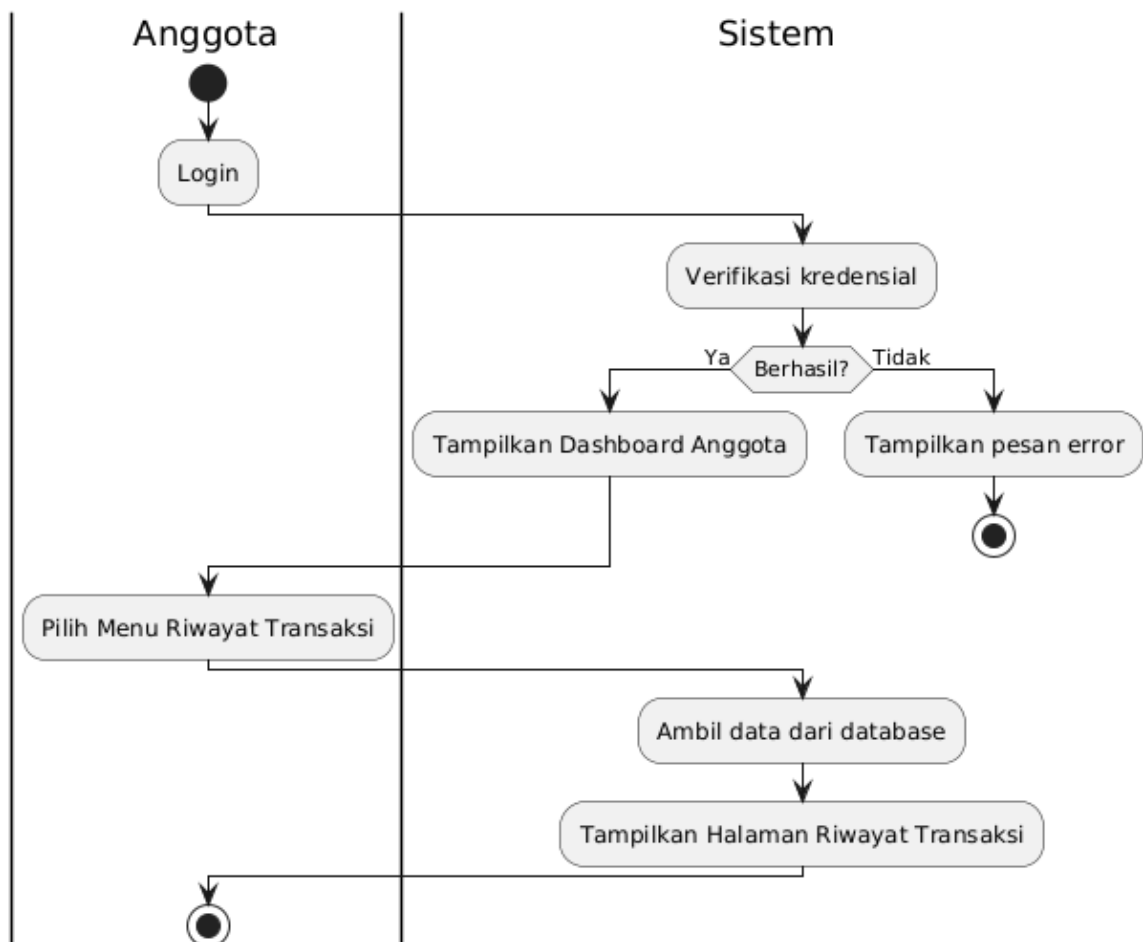 Anggota
Sistem
Login
Verifikasi kredensial
Ya
Berhasil?
Tidak
Tampilkan Dashboard Anggota
Tampilkan pesan error
Pilih Menu Riwayat Transaksi
Ambil data dari database
Tampilkan Halaman Riwayat Transaksi